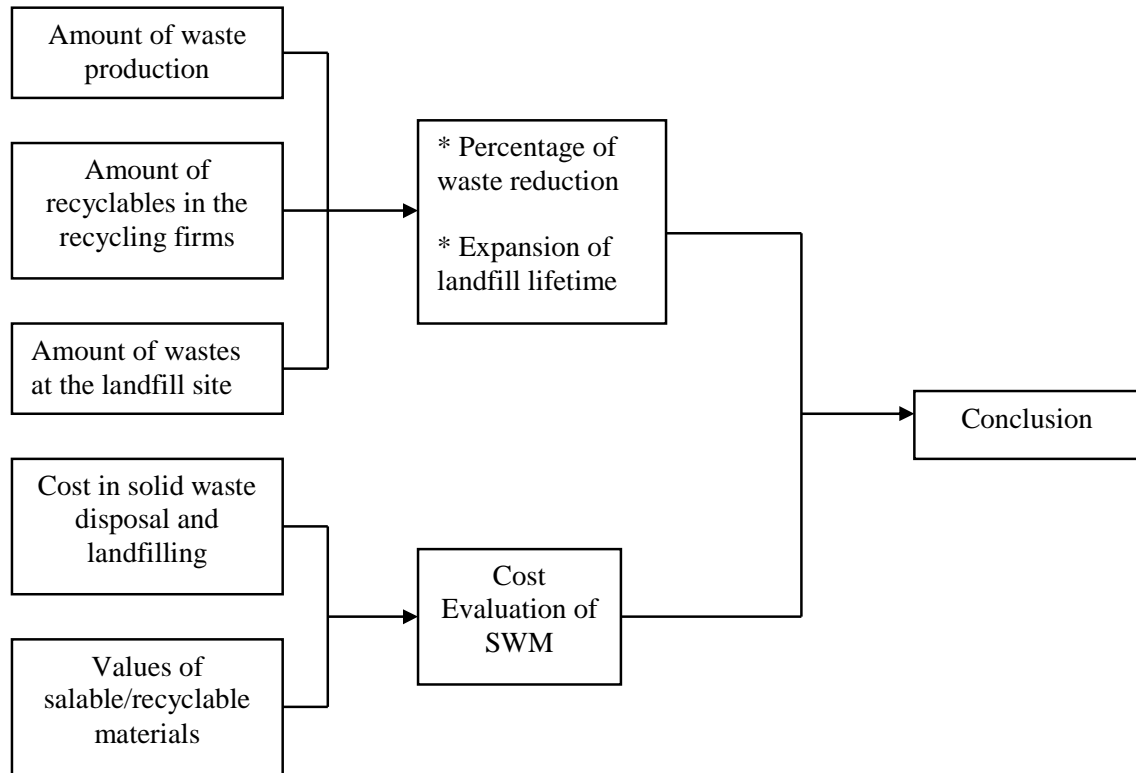 Amount of waste
production
Amount of
recyclables in the
recycling firms
Amount of wastes
at the landfill site
Cost in solid waste
disposal and
landfilling
Values of
salable/recyclable
materials
* Percentage of
waste reduction
* Expansion of
landfill lifetime
Cost
Evaluation of
SWM
Conclusion